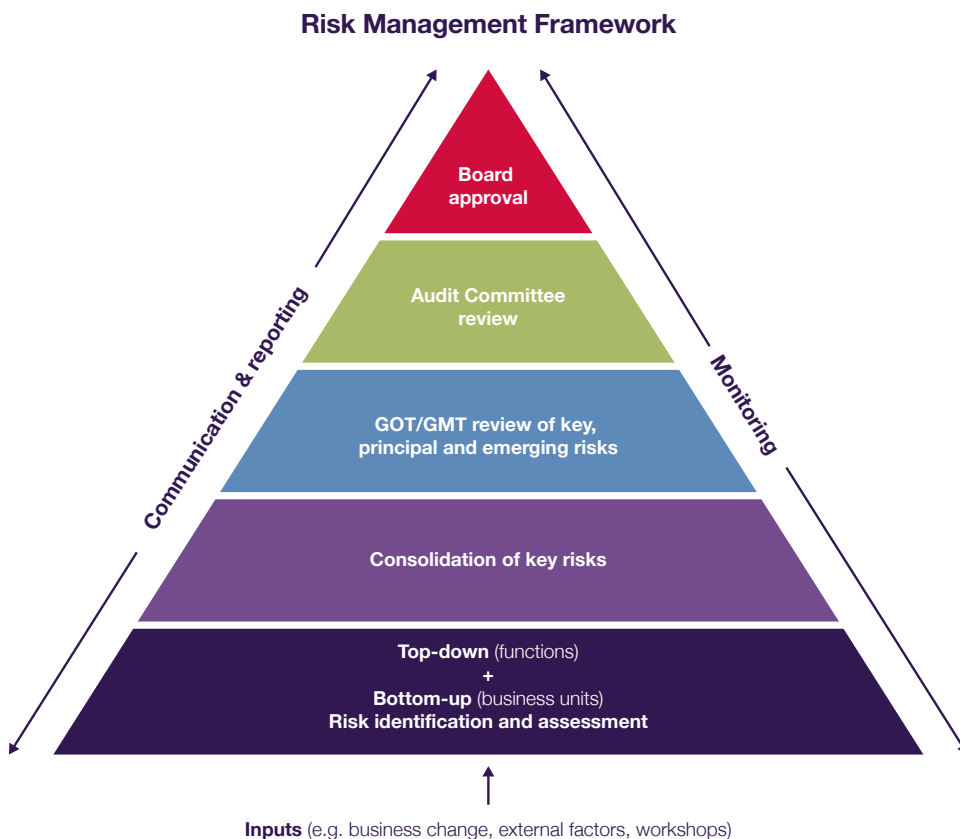 Risk Management Framework
Board
approval
Audit Committee
review
GOT/GMT review of key,
principal and emerging risks
Consolidation of key risks
Top-down (functions)
+
Bottom-up (business units)
Risk identification and assessment
Communication & reporting
Monitoring
Inputs (e.g. business change, external factors, workshops)